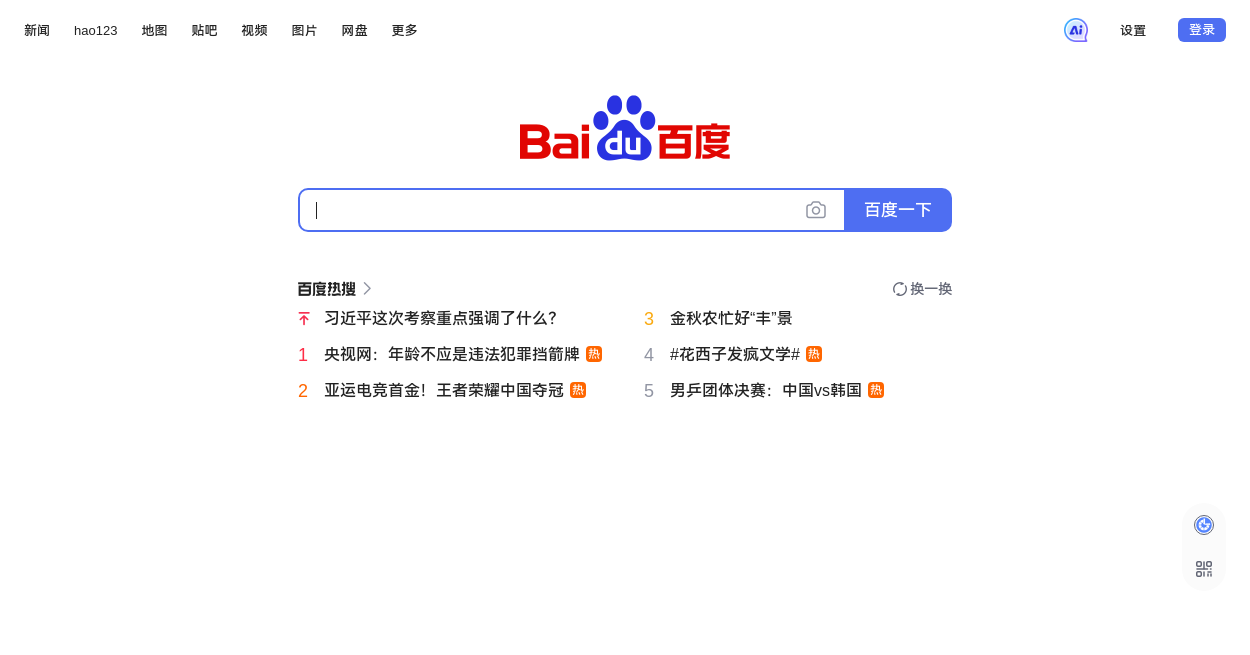 新闻 hao123 地图 贴吧 视频 图片 网盘 更多 Ai 设置 登录
Bai du 百度
百度一下
百度热搜 换一换
习近平这次考察重点强调了什么?
1 央视网：年龄不应是违法犯罪挡箭牌 热
2 亚运电竞首金！王者荣耀中国夺冠 热
3 金秋农忙好“丰”景
4 #花西子发疯文学# 热
5 男乒团体决赛：中国vs韩国 热